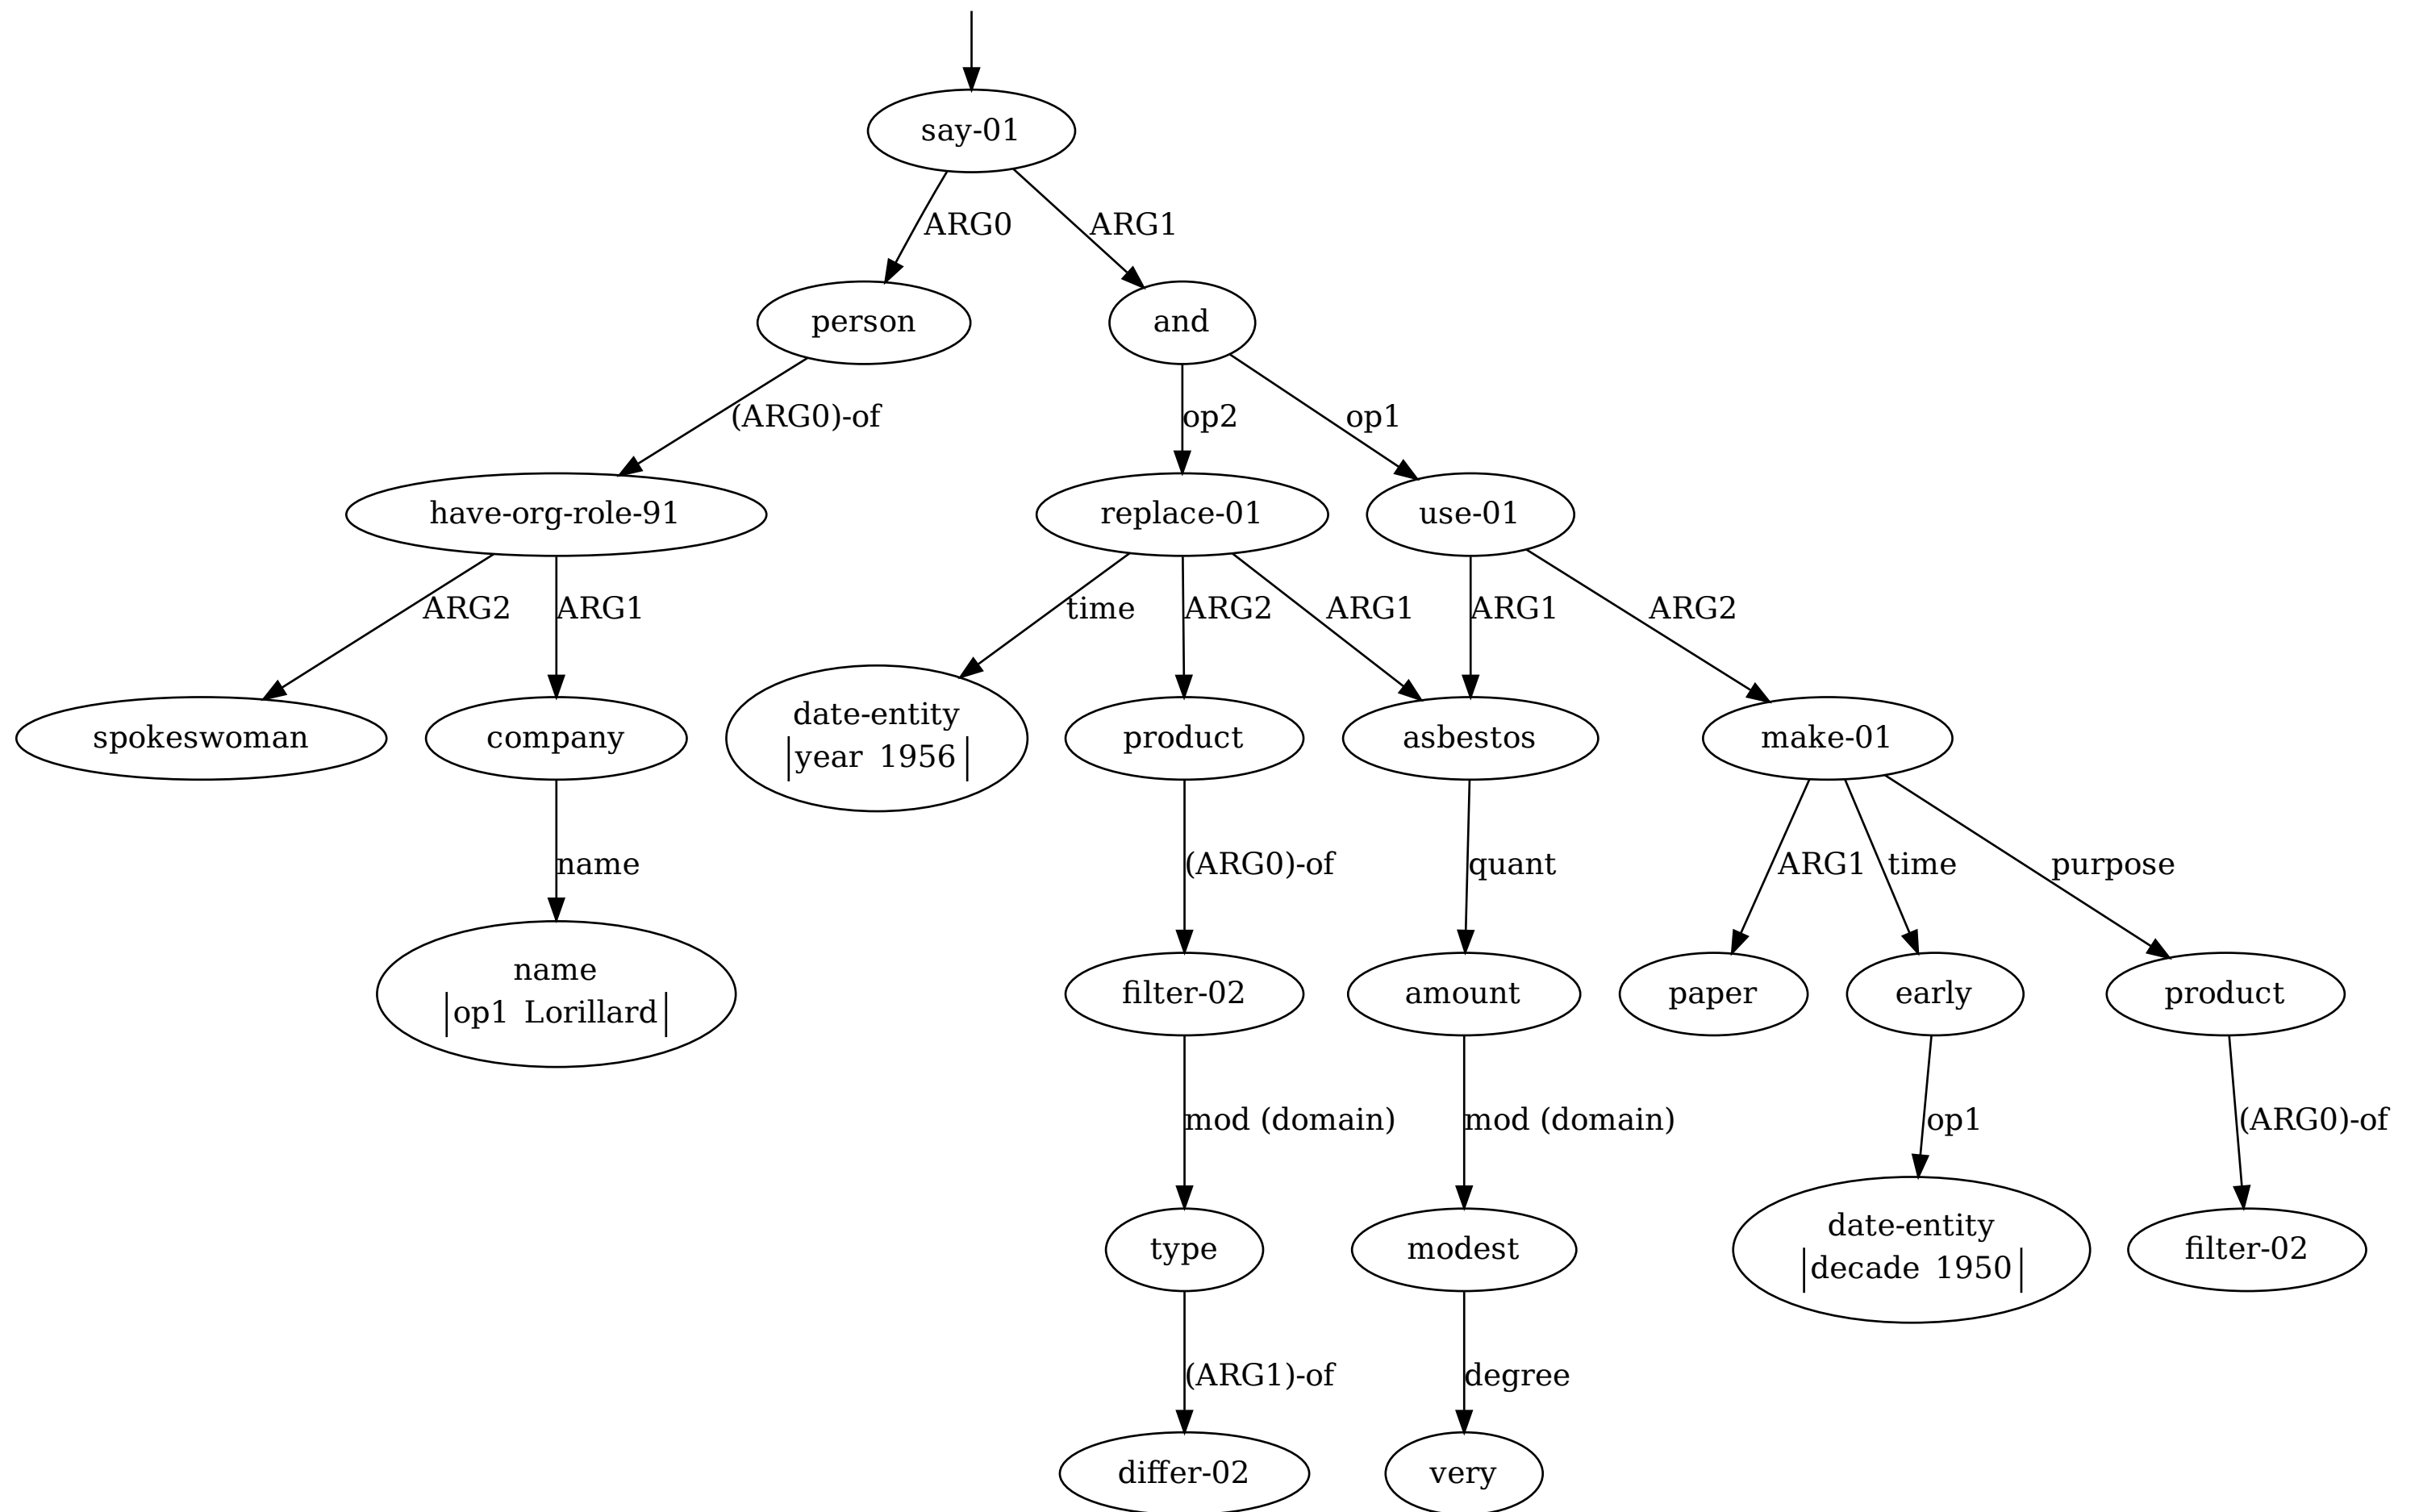 say-01
ARG0
ARG1
person
and
(ARG0)-of
op2
op1
have-org-role-91
replace-01
use-01
ARG2
ARG1
time
ARG2
ARG1
ARG1
ARG2
spokeswoman
company
date-entity
|year 1956|
product
asbestos
make-01
name
(ARG0)-of
quant
ARG1
time
purpose
name
|op1 Lorillard|
filter-02
amount
paper
early
product
mod (domain)
mod (domain)
op1
(ARG0)-of
type
modest
date-entity
|decade 1950|
filter-02
(ARG1)-of
degree
differ-02
very